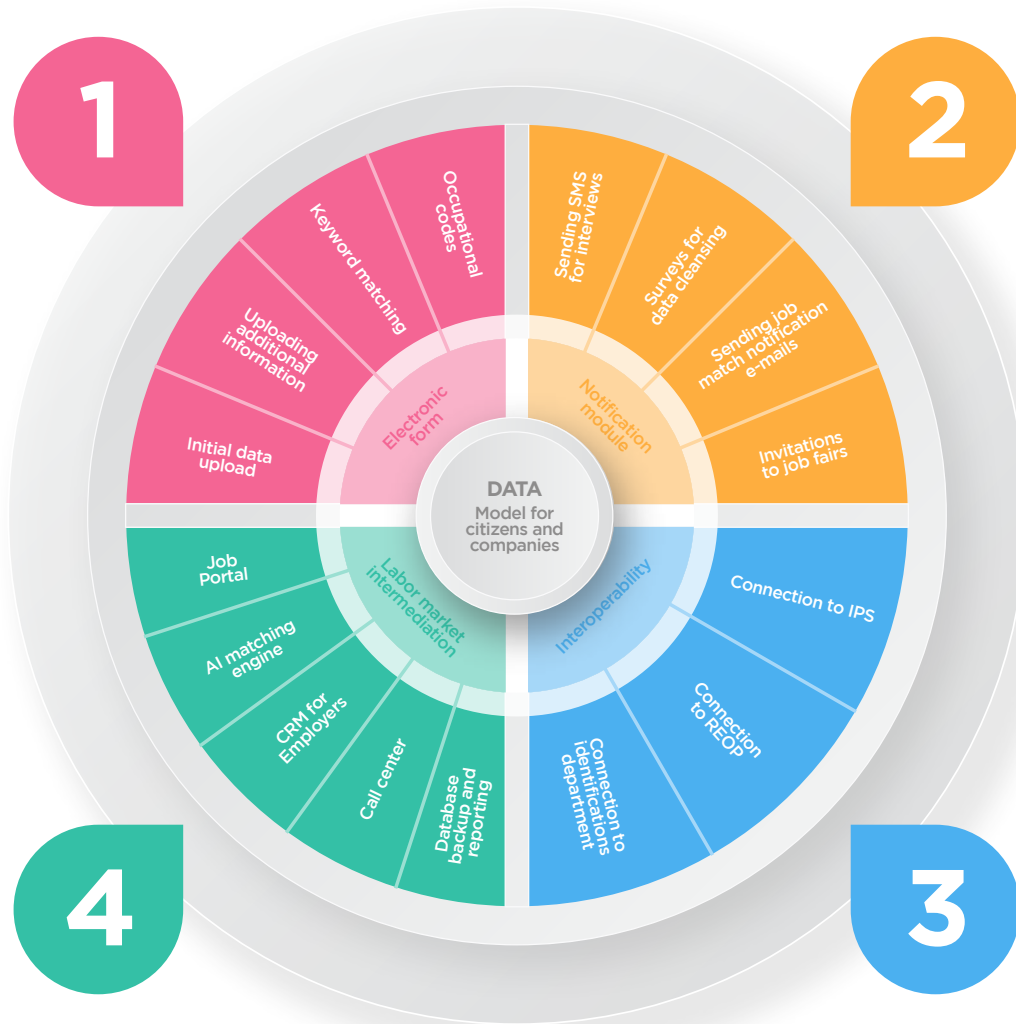 1
Occupational
codes
Keyword matching
Uploading
additional
information
Initial data
upload
Electronic
form
2
Sending SMS
for interviews
Surveys for
data cleansing
Sending job
match notification
e-mails
Invitations
to job fairs
Notification
module
DATA
Model for
citizens and
companies
3
Connection to IPS
Connection
to REOP
Connection to
identifications
department
Interoperability
4
Job
Portal
AI matching
engine
CRM for
Employers
Call center
Database
backup and
reporting
Labor market
intermediation